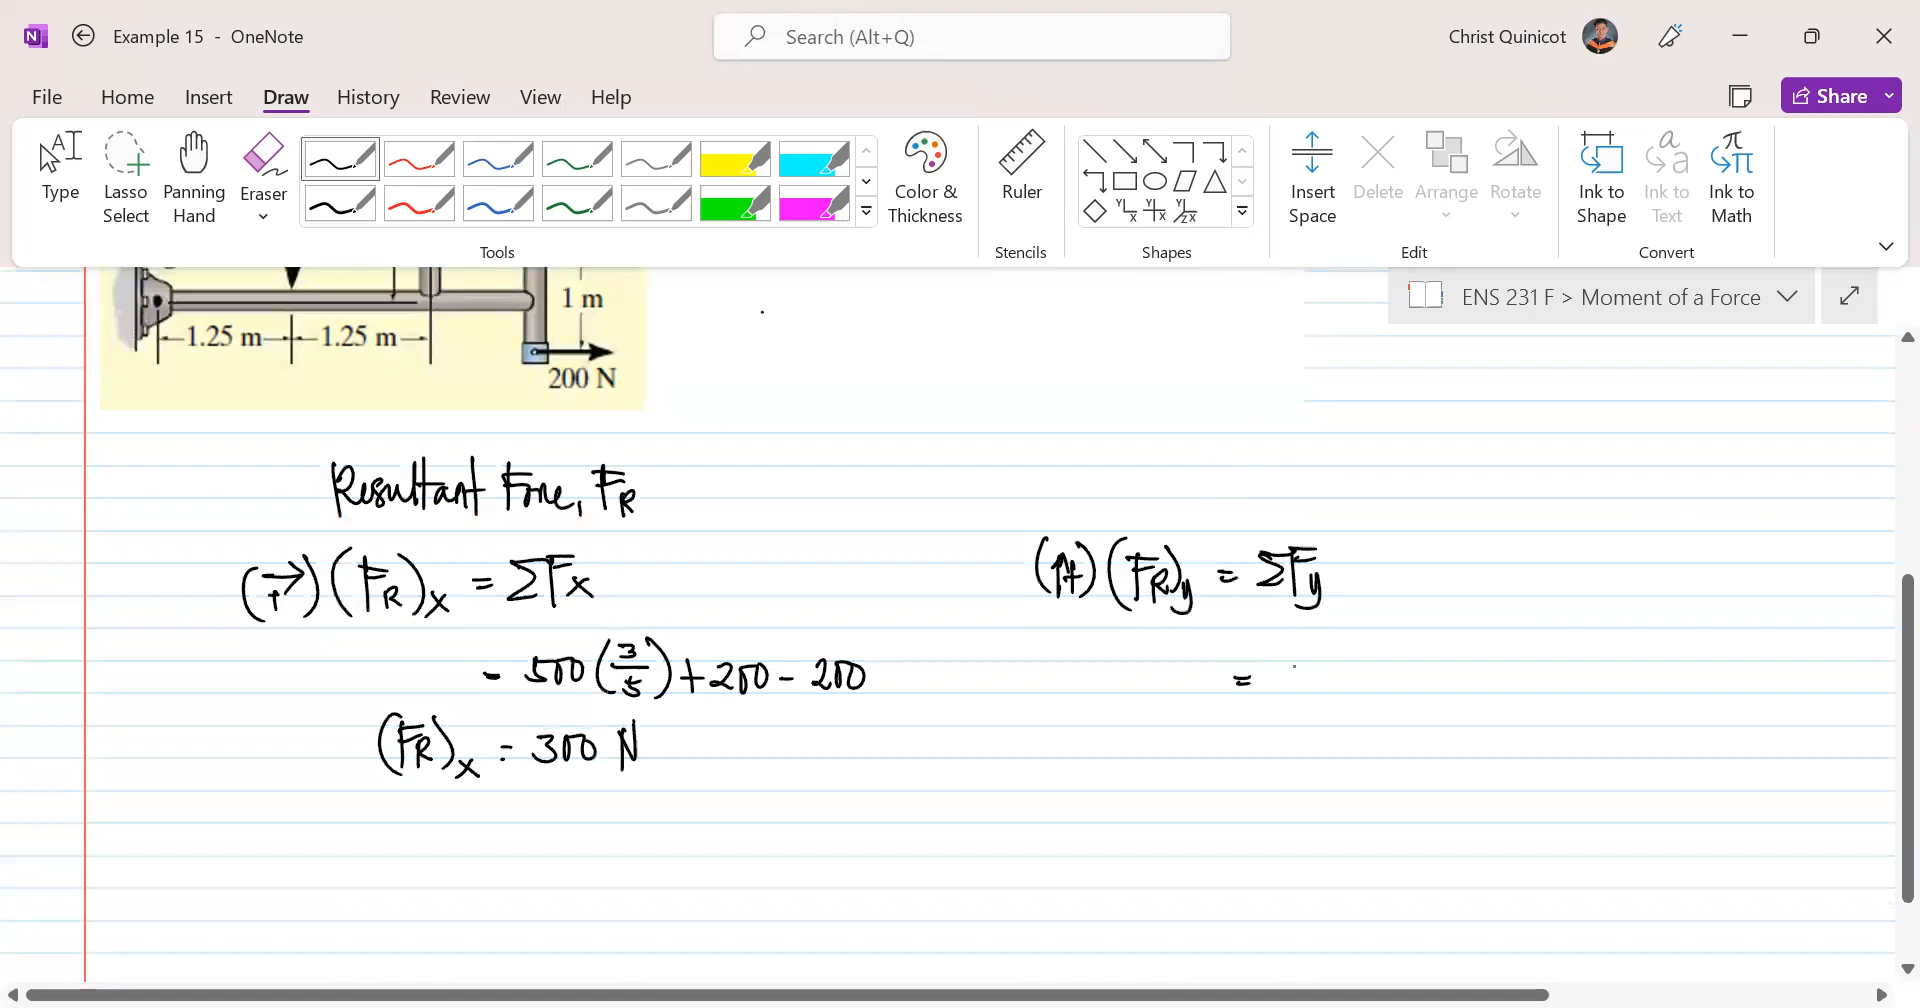 Example 15 - OneNote
Search (Alt+Q)
Christ Quinicot
File Home Insert Draw History Review View Help
Share
Type
Lasso Select
Panning Hand
Eraser
Color & Thickness
Ruler
Insert Space
Delete
Arrange
Rotate
Ink to Shape
Ink to Text
Ink to Math
Tools
Stencils
Shapes
Edit
Convert
ENS 231 F > Moment of a Force
1 m
1.25 m 1.25 m
200 N
Resultant Force, FR
(→+) (FR)x = ΣFx
(↑+) (FR)y = ΣFy
= 500 (3/5) + 200 - 200
=
(FR)x = 300 N